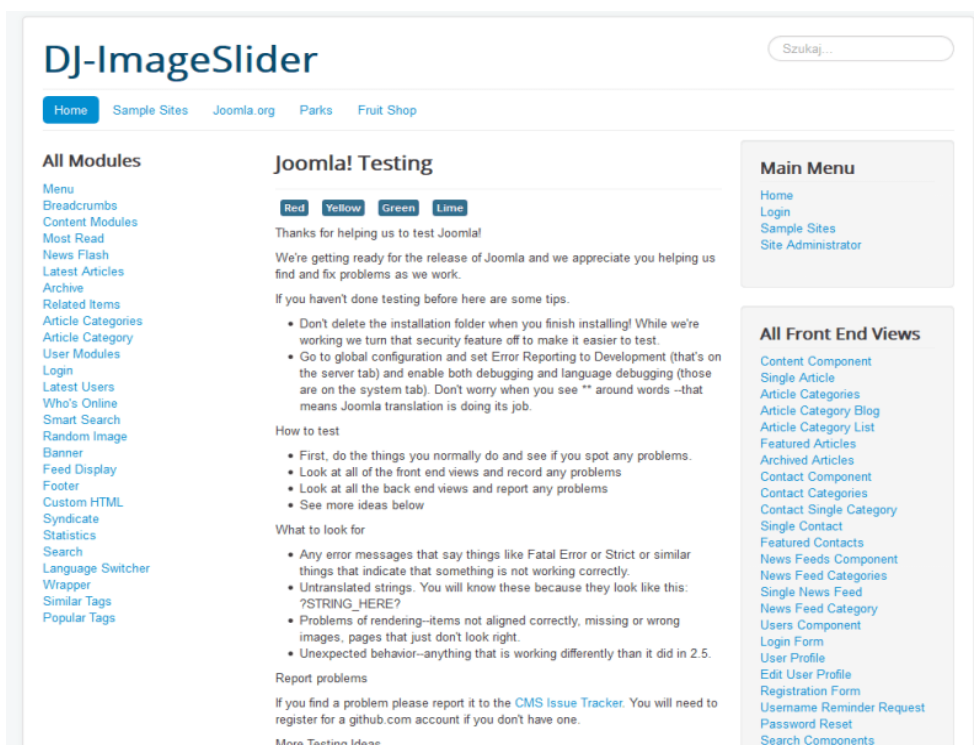 DJ-ImageSlider
Szukaj...
Home Sample Sites Joomla.org Parks Fruit Shop
All Modules
Menu
Breadcrumbs
Content Modules
Most Read
News Flash
Latest Articles
Archive
Related Items
Article Categories
Article Category
User Modules
Login
Latest Users
Who's Online
Smart Search
Random Image
Banner
Feed Display
Footer
Custom HTML
Syndicate
Statistics
Search
Language Switcher
Wrapper
Similar Tags
Popular Tags
Joomla! Testing
Red Yellow Green Lime
Thanks for helping us to test Joomla!
We're getting ready for the release of Joomla and we appreciate you helping us
find and fix problems as we work.
If you haven't done testing before here are some tips.
• Don't delete the installation folder when you finish installing! While we're
working we turn that security feature off to make it easier to test.
• Go to global configuration and set Error Reporting to Development (that's on
the server tab) and enable both debugging and language debugging (those
are on the system tab). Don't worry when you see ** around words --that
means Joomla translation is doing its job.
How to test
• First, do the things you normally do and see if you spot any problems.
• Look at all of the front end views and record any problems
• Look at all the back end views and report any problems
• See more ideas below
What to look for
• Any error messages that say things like Fatal Error or Strict or similar
things that indicate that something is not working correctly.
• Untranslated strings. You will know these because they look like this:
?STRING_HERE?
• Problems of rendering--items not aligned correctly, missing or wrong
images, pages that just don't look right.
• Unexpected behavior--anything that is working differently than it did in 2.5.
Report problems
If you find a problem please report it to the CMS Issue Tracker. You will need to
register for a github.com account if you don't have one.
More Testing Ideas
Main Menu
Home
Login
Sample Sites
Site Administrator
All Front End Views
Content Component
Single Article
Article Categories
Article Category Blog
Article Category List
Featured Articles
Archived Articles
Contact Component
Contact Categories
Contact Single Category
Single Contact
Featured Contacts
News Feeds Component
News Feed Categories
Single News Feed
News Feed Category
Users Component
Login Form
User Profile
Edit User Profile
Registration Form
Username Reminder Request
Password Reset
Search Components